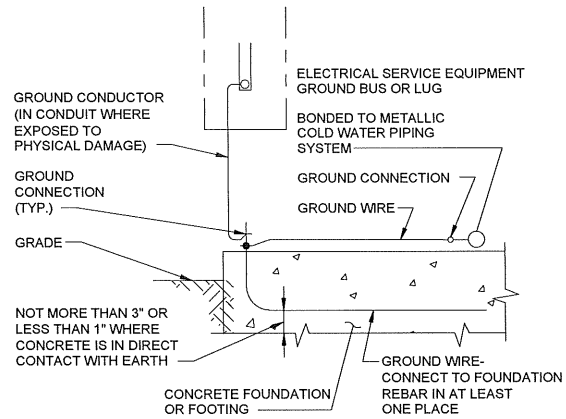 ELECTRICAL SERVICE EQUIPMENT
GROUND BUS OR LUG
GROUND CONDUCTOR
(IN CONDUIT WHERE
EXPOSED TO
PHYSICAL DAMAGE)
BONDED TO METALLIC
COLD WATER PIPING
SYSTEM
GROUND
CONNECTION
(TYP.)
GROUND CONNECTION
GROUND WIRE
GRADE
NOT MORE THAN 3" OR
LESS THAN 1" WHERE
CONCRETE IS IN DIRECT
CONTACT WITH EARTH
GROUND WIRE-
CONNECT TO FOUNDATION
REBAR IN AT LEAST
ONE PLACE
CONCRETE FOUNDATION
OR FOOTING